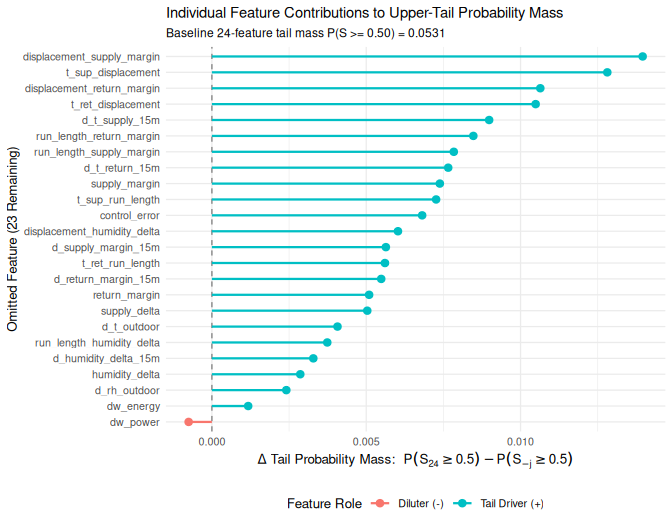 Individual Feature Contributions to Upper-Tail Probability Mass
Baseline 24-feature tail mass P(S >= 0.50) = 0.0531
Omitted Feature (23 Remaining)
displacement_supply_margin
t_sup_displacement
displacement_return_margin
t_ret_displacement
d_t_supply_15m
run_length_return_margin
run_length_supply_margin
d_t_return_15m
supply_margin
t_sup_run_length
control_error
displacement_humidity_delta
d_supply_margin_15m
t_ret_run_length
d_return_margin_15m
return_margin
supply_delta
d_t_outdoor
run_length_humidity_delta
d_humidity_delta_15m
humidity_delta
d_rh_outdoor
dw_energy
dw_power
0.000 0.005 0.010
Δ Tail Probability Mass: P(S₂₄ ≥ 0.5) − P(S₋ⱼ ≥ 0.5)
Feature Role Diluter (-) Tail Driver (+)